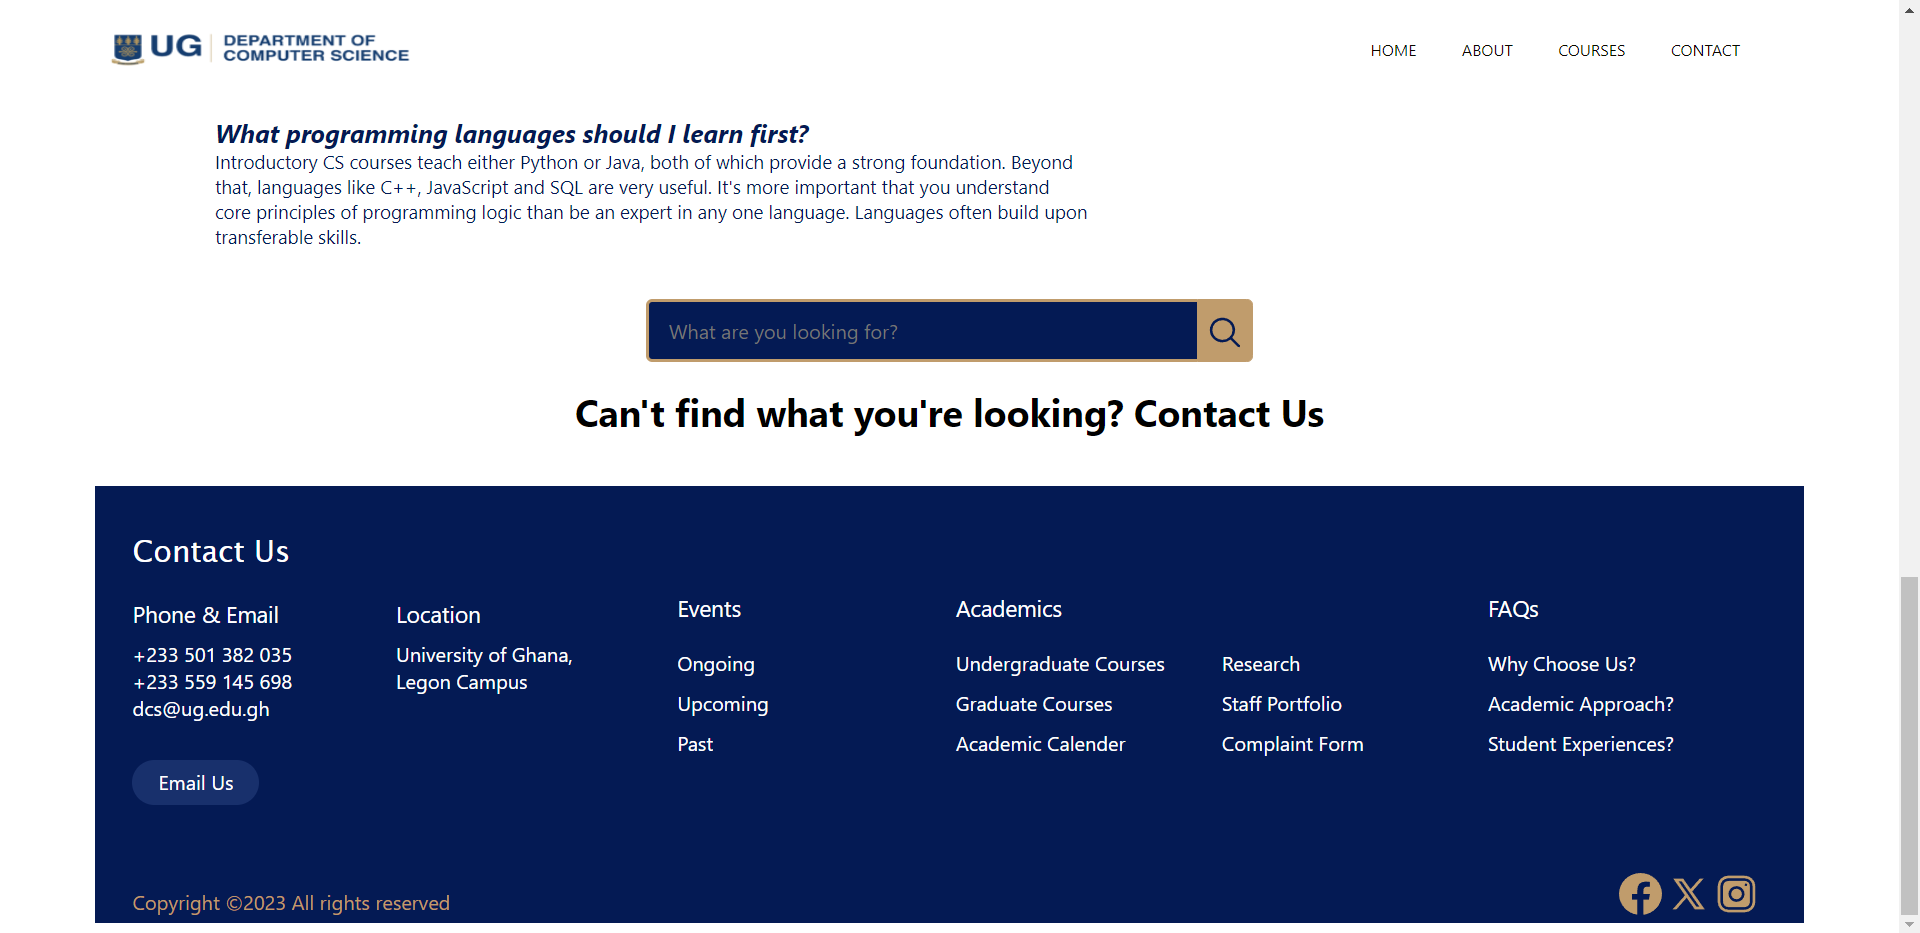 UG
DEPARTMENT OF
COMPUTER SCIENCE
HOME
ABOUT
COURSES
CONTACT
What programming languages should I learn first?
Introductory CS courses teach either Python or Java, both of which provide a strong foundation. Beyond
that, languages like C++, JavaScript and SQL are very useful. It's more important that you understand
core principles of programming logic than be an expert in any one language. Languages often build upon
transferable skills.
What are you looking for?
Can't find what you're looking? Contact Us
Contact Us
Phone & Email
+233 501 382 035
+233 559 145 698
dcs@ug.edu.gh
Email Us
Location
University of Ghana,
Legon Campus
Events
Ongoing
Upcoming
Past
Academics
Undergraduate Courses
Graduate Courses
Academic Calender
Research
Staff Portfolio
Complaint Form
FAQs
Why Choose Us?
Academic Approach?
Student Experiences?
Copyright ©2023 All rights reserved